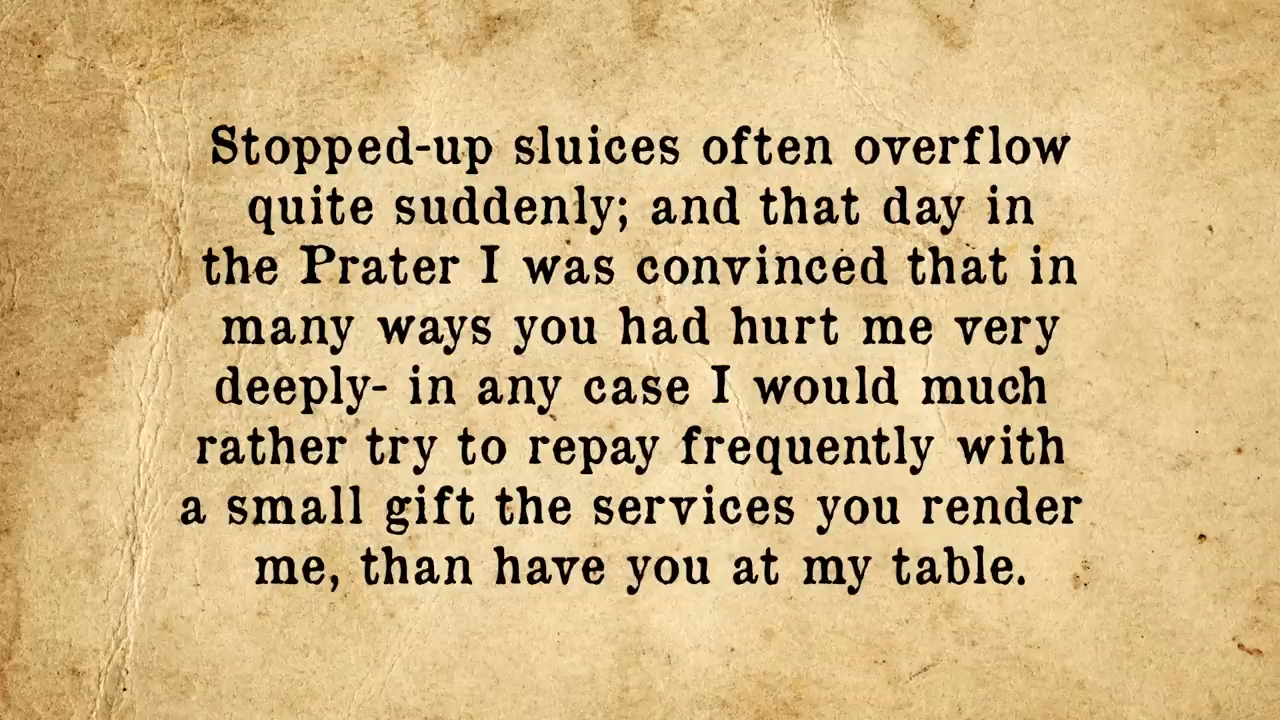 Stopped-up sluices often overflow
quite suddenly; and that day in
the Prater I was convinced that in
many ways you had hurt me very
deeply- in any case I would much
rather try to repay frequently with
a small gift the services you render
me, than have you at my table.